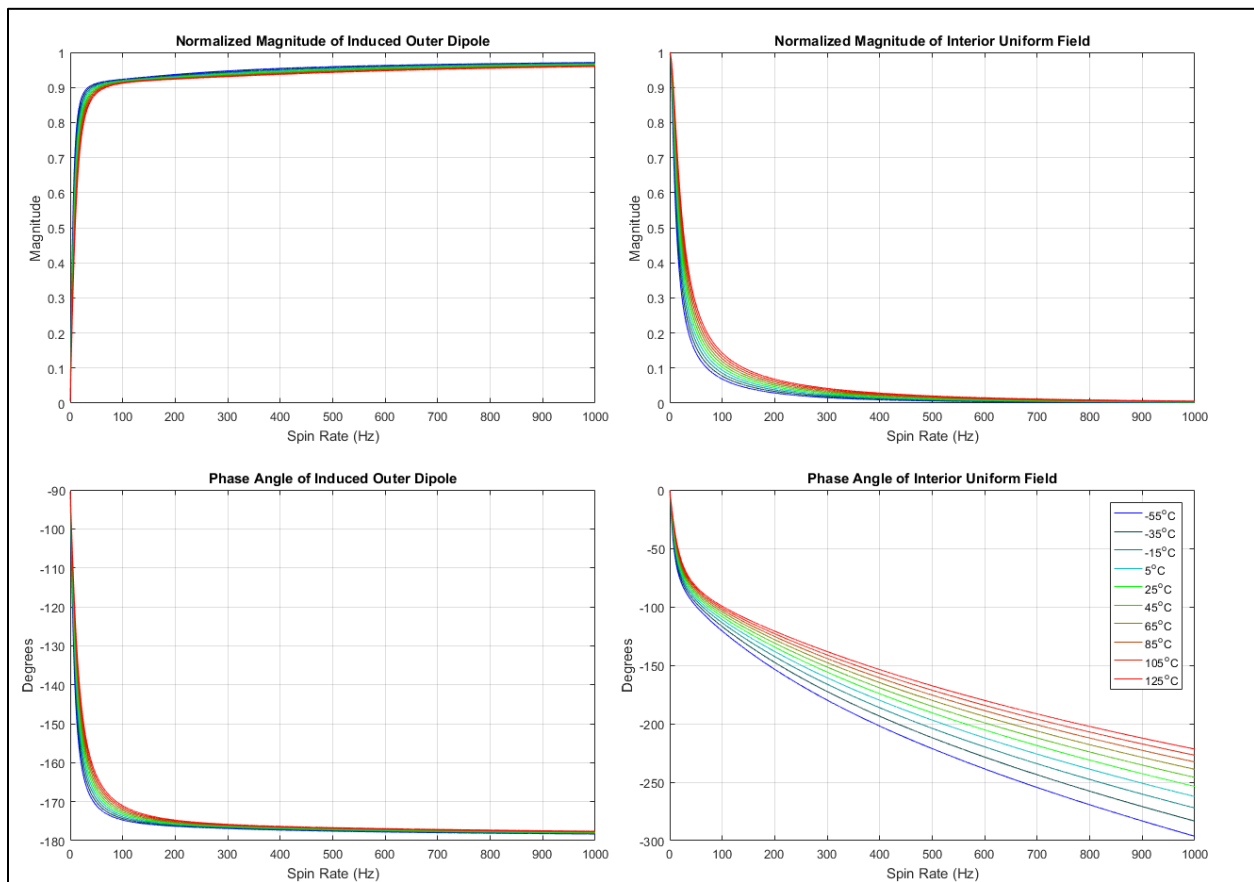 Normalized Magnitude of Induced Outer Dipole
Magnitude
1
0.9
0.8
0.7
0.6
0.5
0.4
0.3
0.2
0.1
0
0 100 200 300 400 500 600 700 800 900 1000
Spin Rate (Hz)
Normalized Magnitude of Interior Uniform Field
Magnitude
1
0.9
0.8
0.7
0.6
0.5
0.4
0.3
0.2
0.1
0
0 100 200 300 400 500 600 700 800 900 1000
Spin Rate (Hz)
Phase Angle of Induced Outer Dipole
Degrees
-90
-100
-110
-120
-130
-140
-150
-160
-170
-180
0 100 200 300 400 500 600 700 800 900 1000
Spin Rate (Hz)
Phase Angle of Interior Uniform Field
Degrees
0
-50
-100
-150
-200
-250
-300
0 100 200 300 400 500 600 700 800 900 1000
Spin Rate (Hz)
-55°C
-35°C
-15°C
5°C
25°C
45°C
65°C
85°C
105°C
125°C